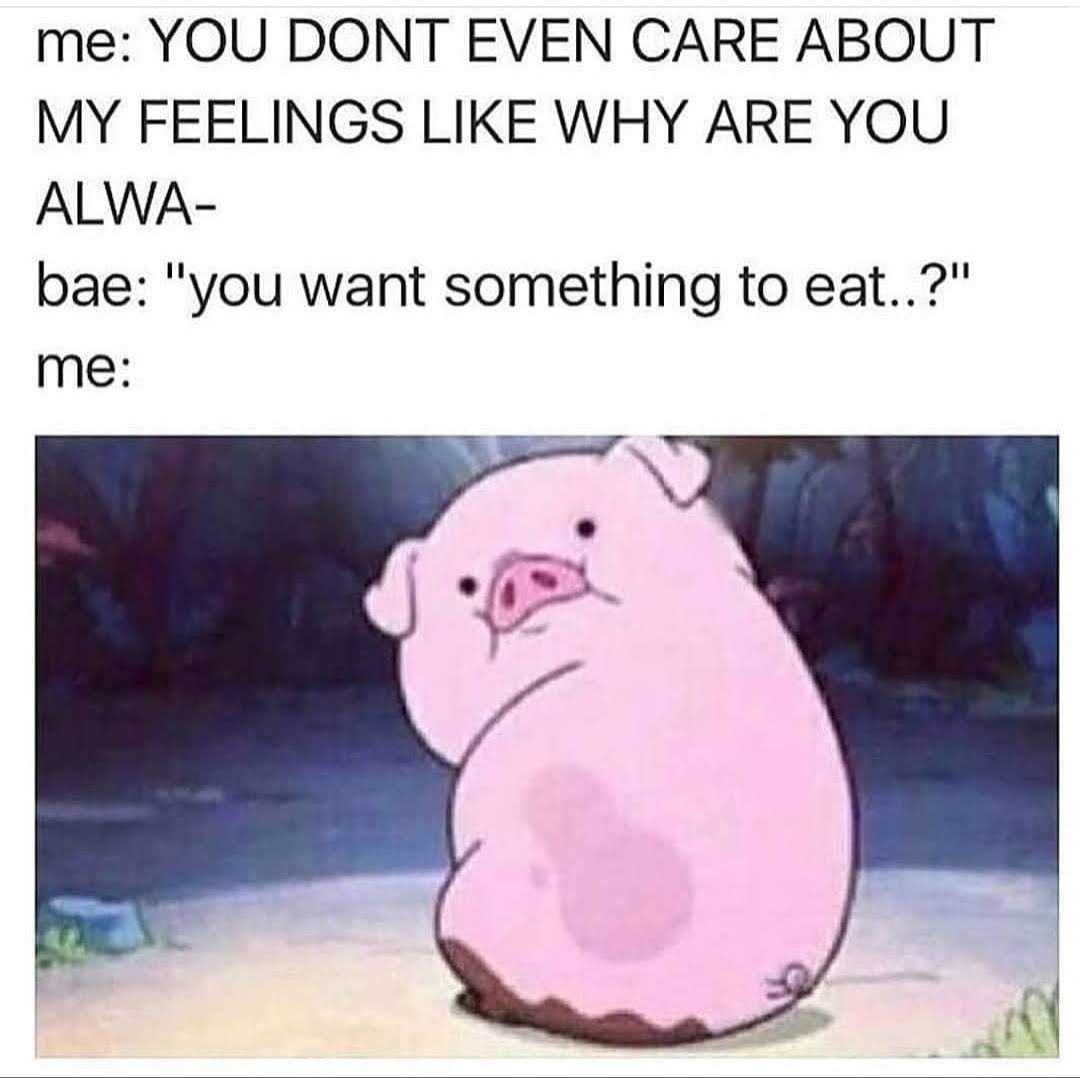 me: YOU DONT EVEN CARE ABOUT
MY FEELINGS LIKE WHY ARE YOU
ALWA-
bae: "you want something to eat..?"
me: